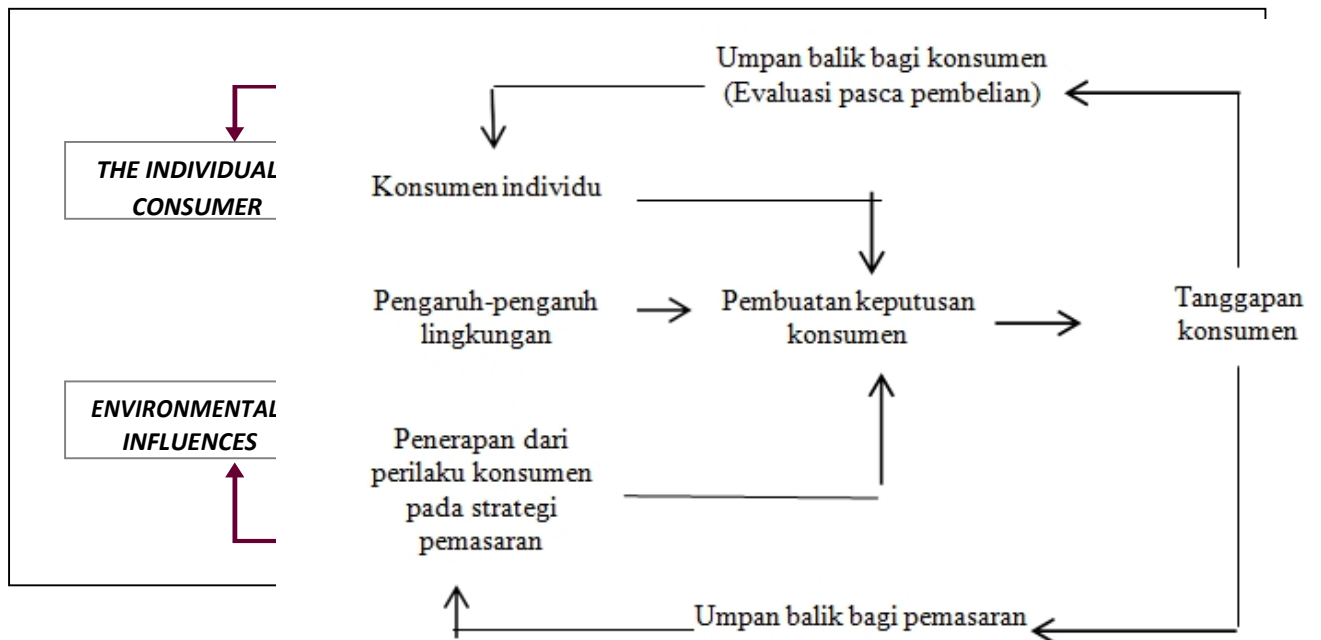 Umpan balik bagi konsumen
(Evaluasi pasca pembelian)
THE INDIVIDUAL
CONSUMER
Konsumen individu
Pengaruh-pengaruh
lingkungan
Pembuatan keputusan
konsumen
Tanggapan
konsumen
ENVIRONMENTAL
INFLUENCES
Penerapan dari
perilaku konsumen
pada strategi
pemasaran
Umpan balik bagi pemasaran